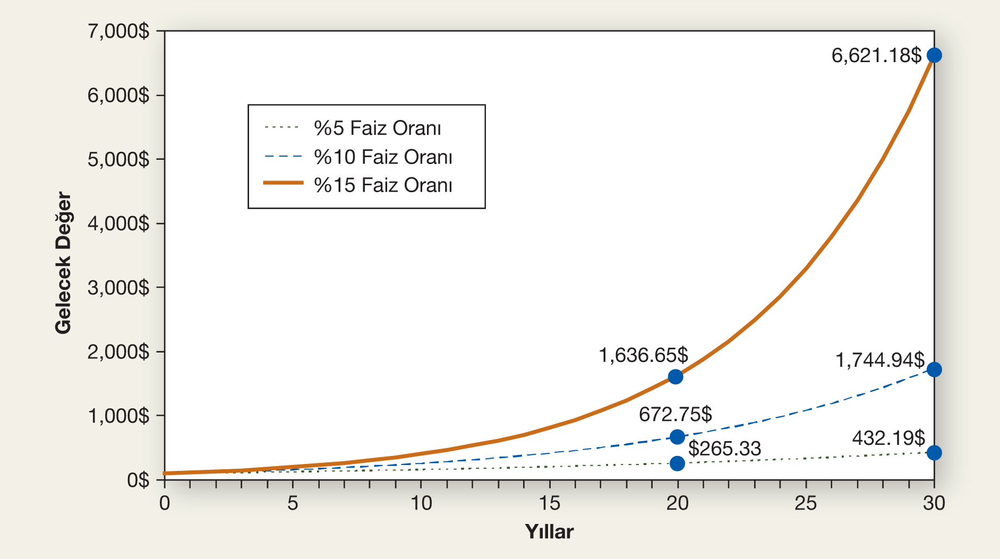 7,000$
6,000$
5,000$
4,000$
3,000$
2,000$
1,000$
0$
Gelecek Değer
%5 Faiz Oranı
%10 Faiz Oranı
%15 Faiz Oranı
6,621.18$
1,636.65$
1,744.94$
672.75$
$265.33
432.19$
0 5 10 15 20 25 30
Yıllar